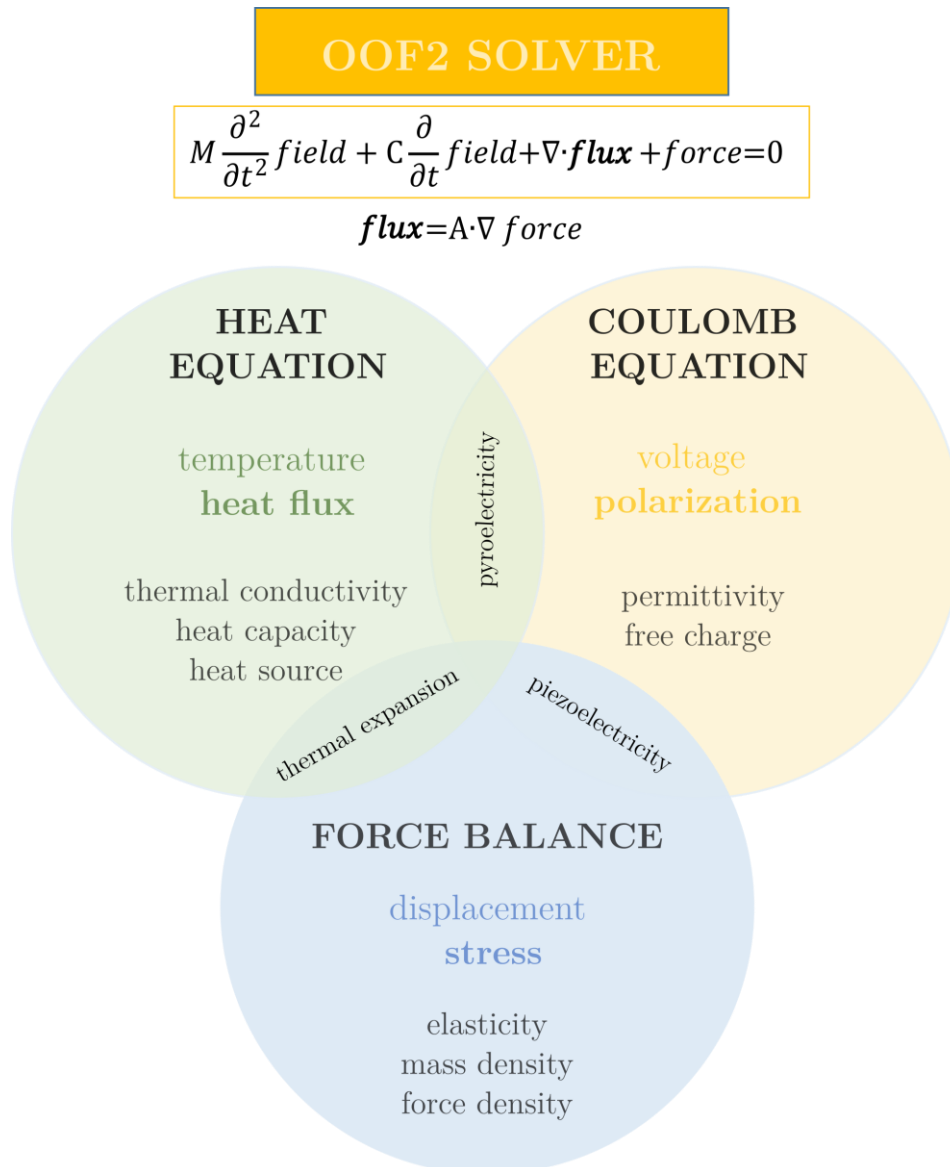 OOF2 SOLVER
M ∂²/∂t² field + C ∂/∂t field+∇·flux+force=0
flux=A·∇ force
HEAT
EQUATION
temperature
heat flux
thermal conductivity
heat capacity
heat source
COULOMB
EQUATION
voltage
polarization
permittivity
free charge
pyroelectricity
thermal expansion
piezoelectricity
FORCE BALANCE
displacement
stress
elasticity
mass density
force density